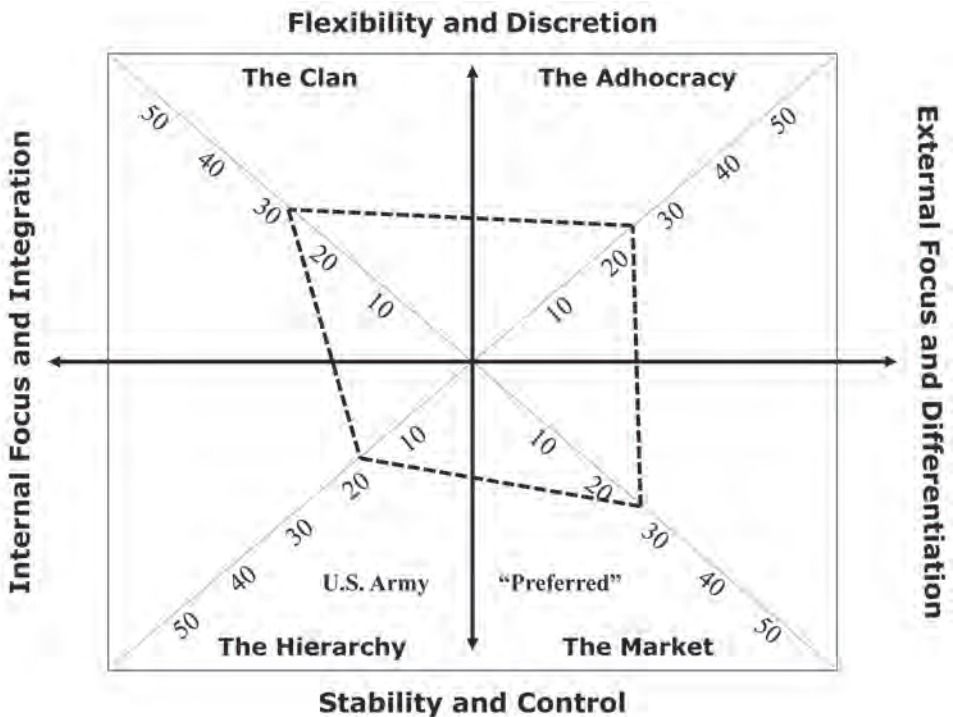 Flexibility and Discretion
The Clan
The Adhocracy
50
40
30
20
10
50
40
30
20
10
Internal Focus and Integration
External Focus and Differentiation
10
20
30
40
50
10
20
30
40
50
U.S. Army
“Preferred”
The Hierarchy
The Market
Stability and Control